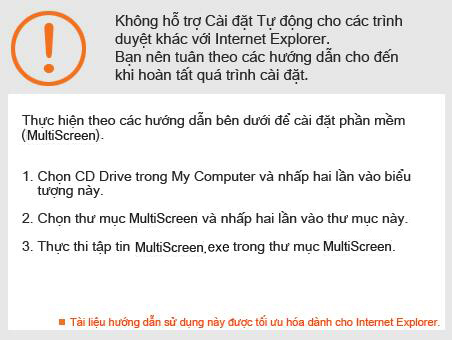 Không hỗ trợ Cài đặt Tự động cho các trình
duyệt khác với Internet Explorer.
Bạn nên tuân theo các hướng dẫn cho đến
khi hoàn tất quá trình cài đặt.
Thực hiện theo các hướng dẫn bên dưới để cài đặt phần mềm
(MultiScreen).
1. Chọn CD Drive trong My Computer và nhấp hai lần vào biểu
tượng này.
2. Chọn thư mục MultiScreen và nhấp hai lần vào thư mục này.
3. Thực thi tập tin MultiScreen.exe trong thư mục MultiScreen.
Tài liệu hướng dẫn sử dụng này được tối ưu hóa dành cho Internet Explorer.